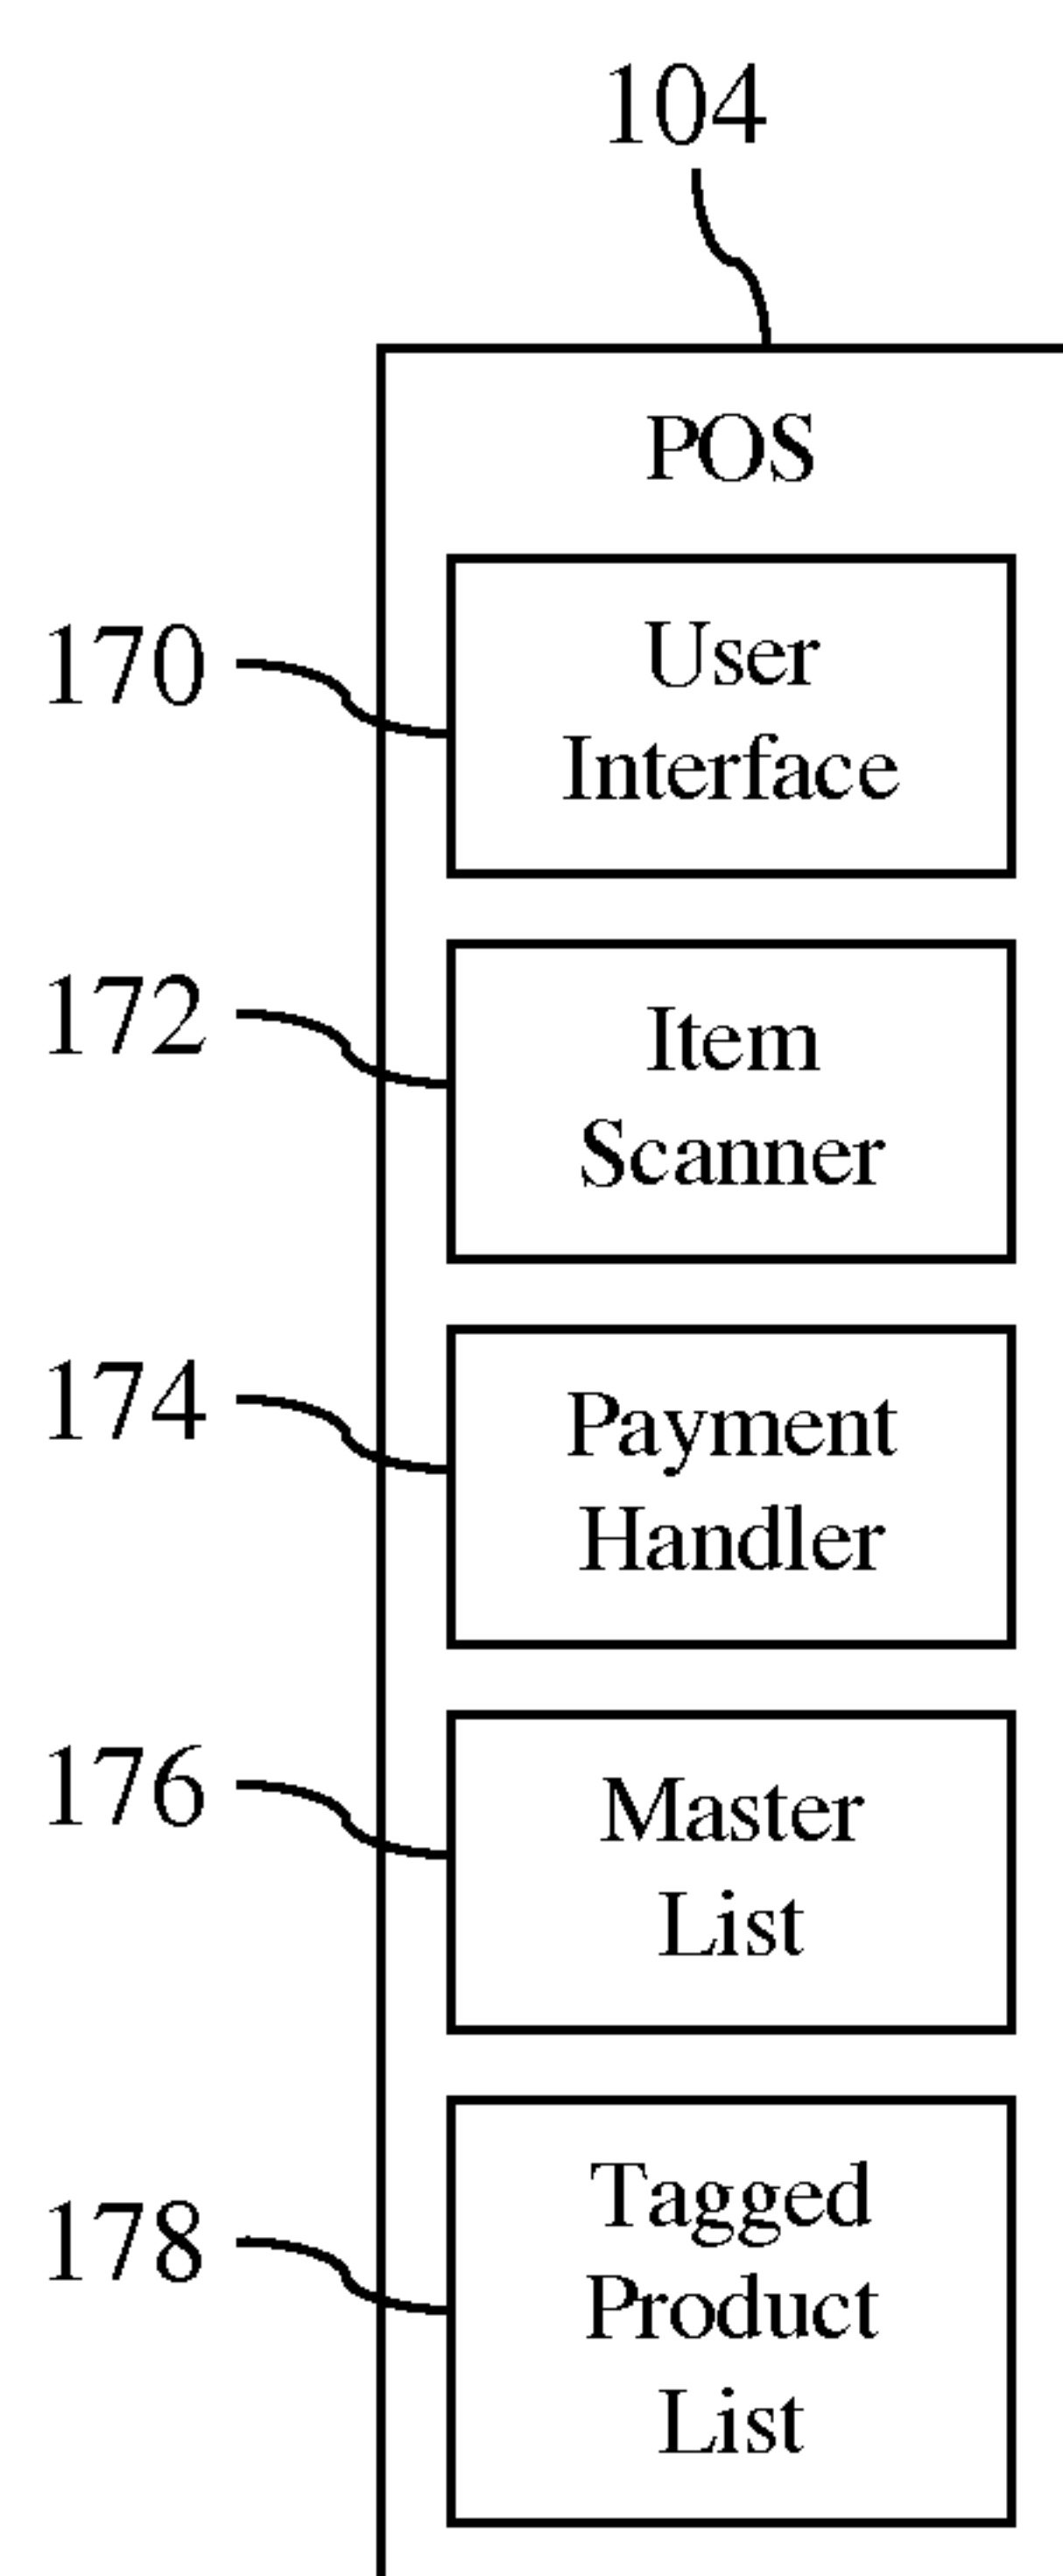 104
POS
170
User
Interface
172
Item
Scanner
174
Payment
Handler
176
Master
List
178
Tagged
Product
List